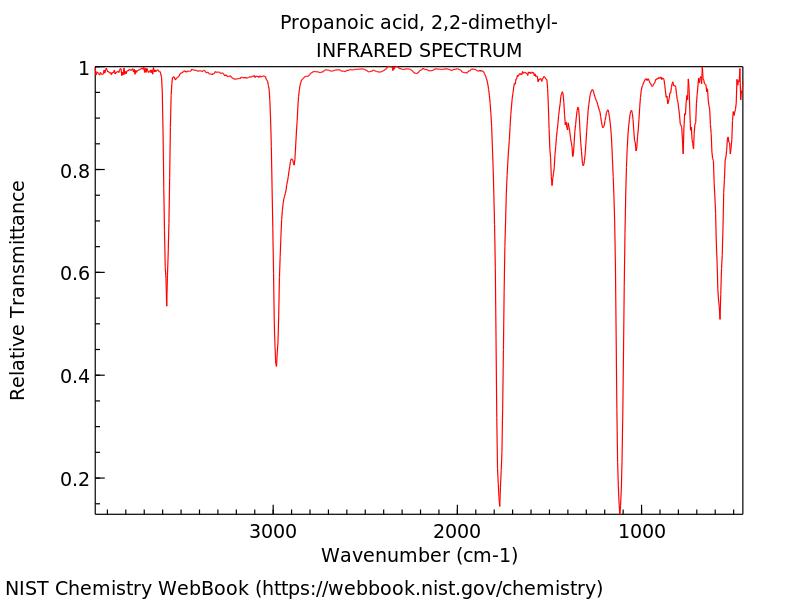 Propanoic acid, 2,2-dimethyl-
INFRARED SPECTRUM
1
0.8
0.6
0.4
0.2
Relative Transmittance
3000 2000 1000
Wavenumber (cm-1)
NIST Chemistry WebBook (https://webbook.nist.gov/chemistry)